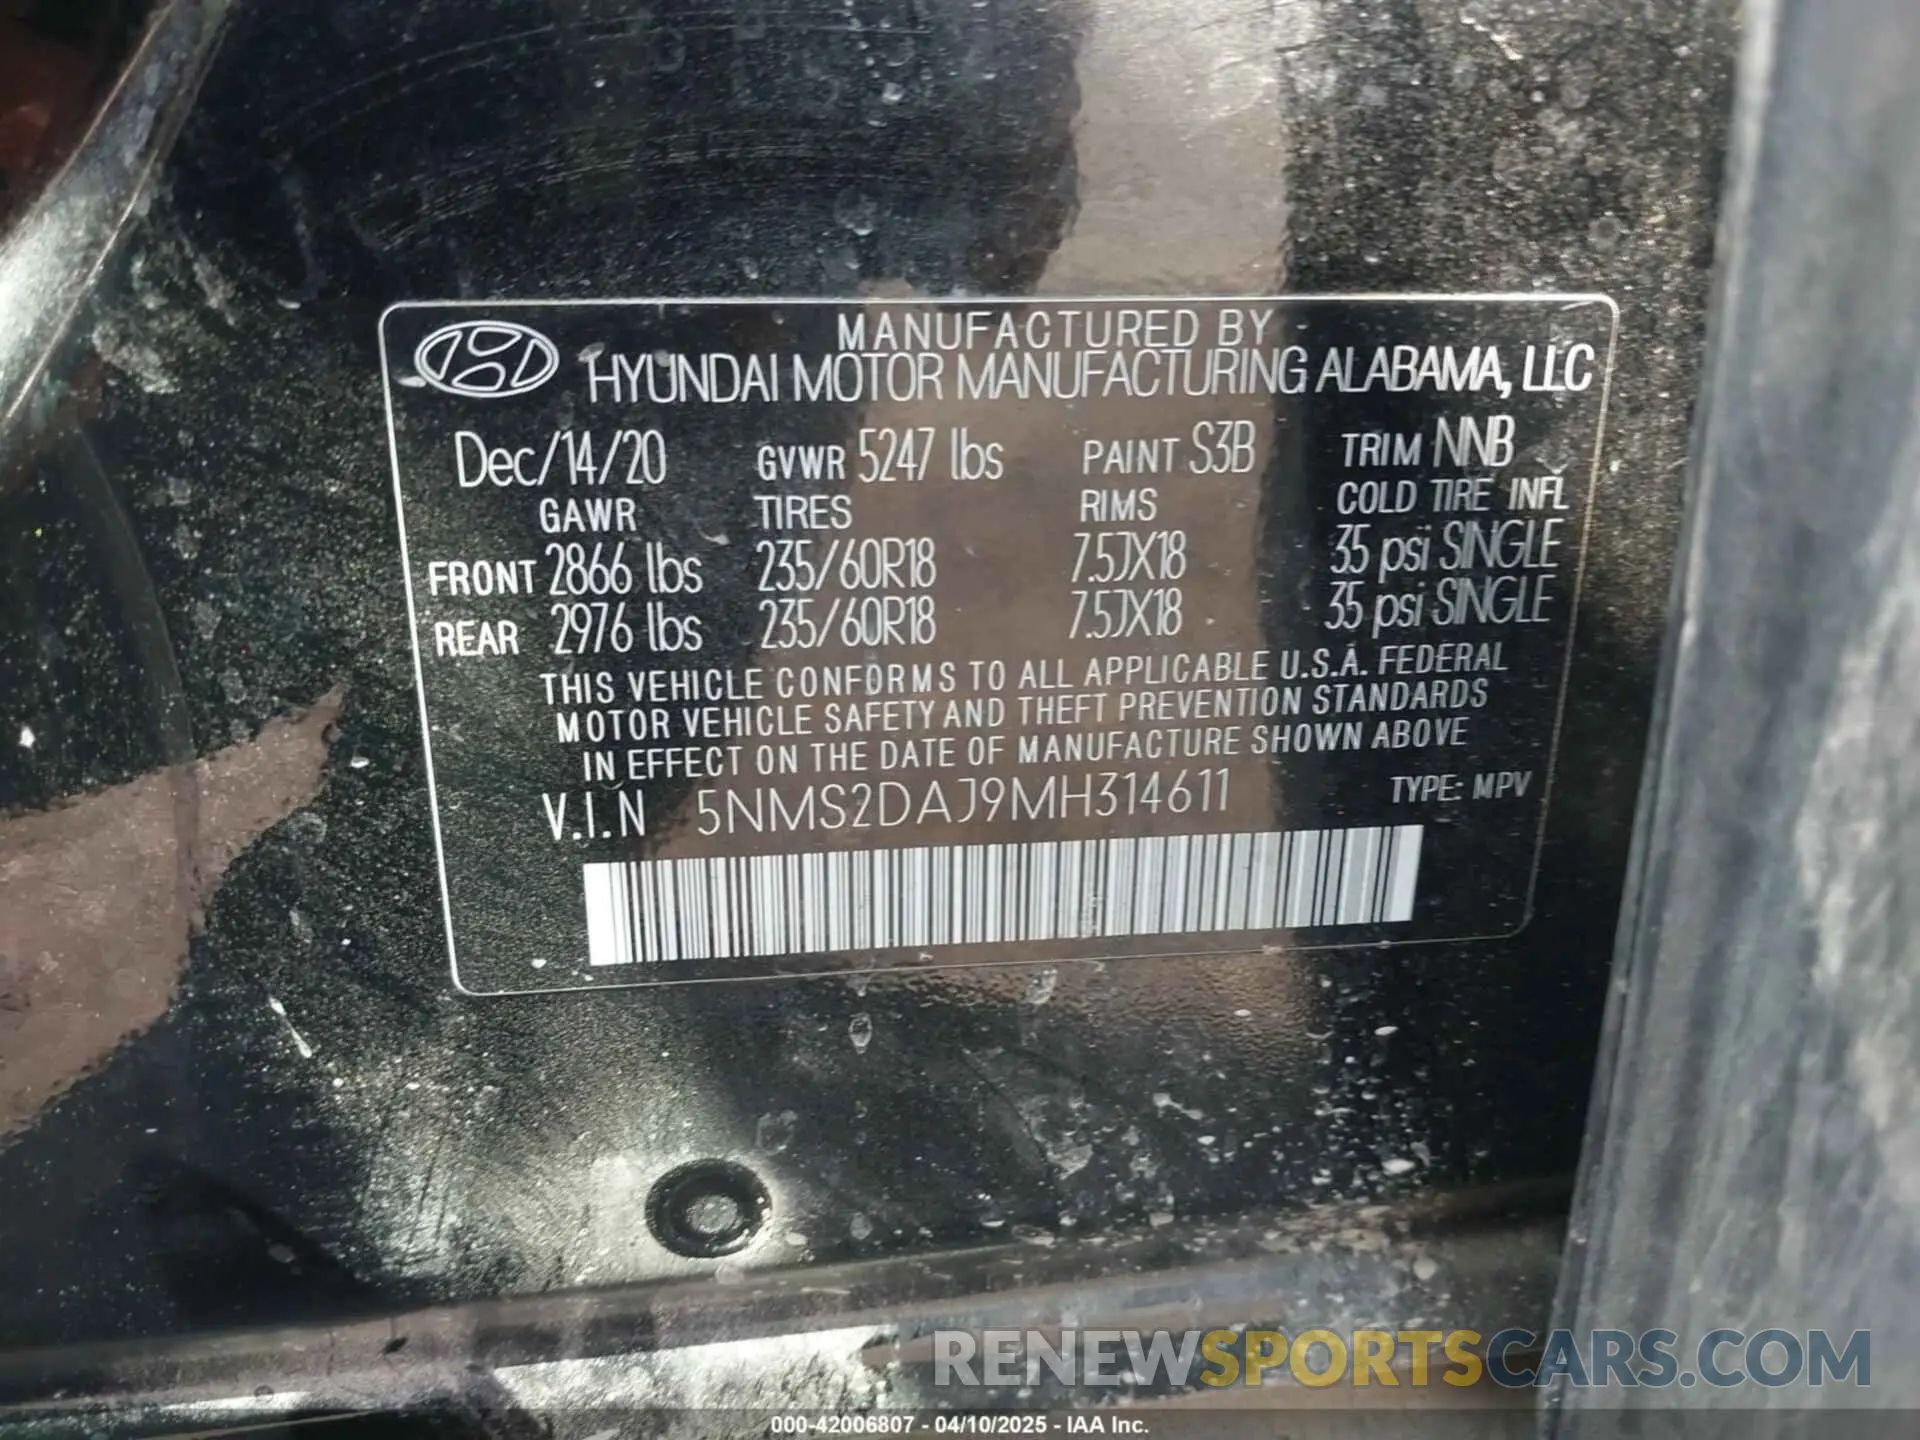 MANUFACTURED BY
HYUNDAI MOTOR MANUFACTURING ALABAMA, LLC
Dec/14/20 GVWR 5247 lbs PAINT S3B TRIM NNB
GAWR TIRES RIMS COLD TIRE INFL
FRONT 2866 lbs 235/60R18 7.5JX18 35 psi SINGLE
REAR 2976 lbs 235/60R18 7.5JX18 35 psi SINGLE
THIS VEHICLE CONFORMS TO ALL APPLICABLE U.S.A. FEDERAL
MOTOR VEHICLE SAFETY AND THEFT PREVENTION STANDARDS
IN EFFECT ON THE DATE OF MANUFACTURE SHOWN ABOVE
V.I.N 5NMS2DAJ9MH314611 TYPE: MPV
RENEWSPORTSCARS.COM
000-42006807 - 04/10/2025 - IAA Inc.